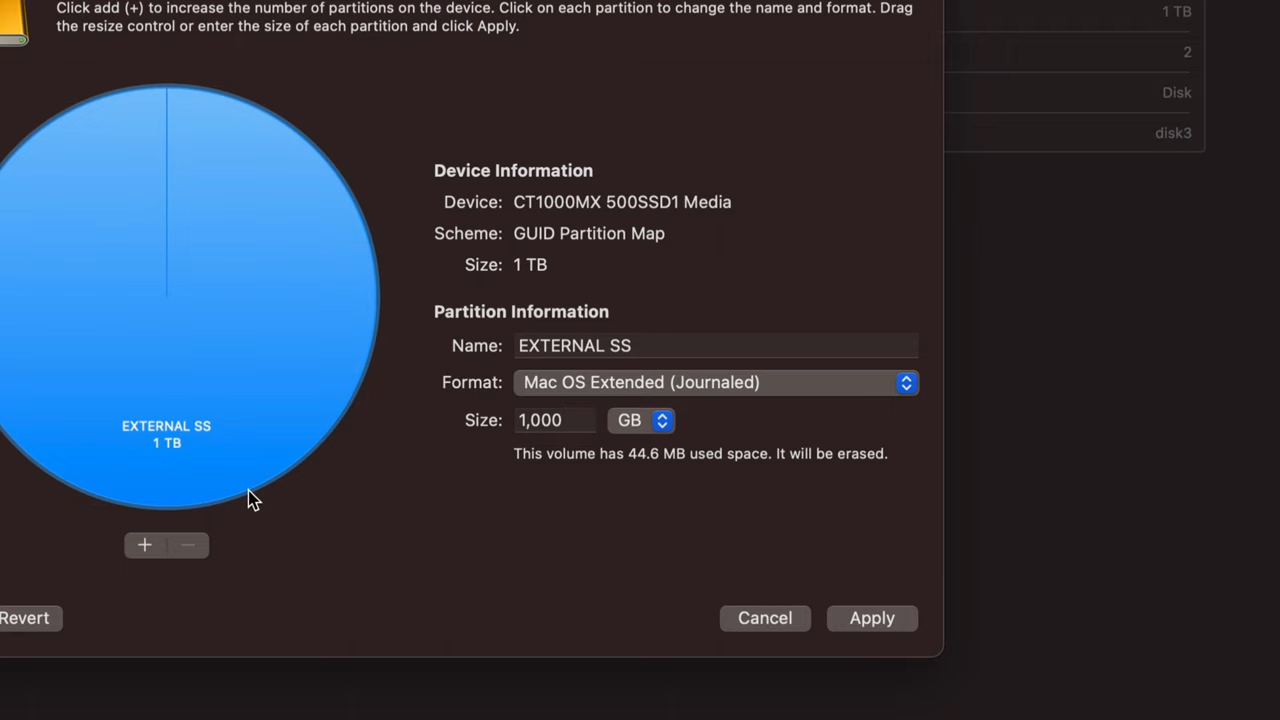 Click add (+) to increase the number of partitions on the device. Click on each partition to change the name and format. Drag
the resize control or enter the size of each partition and click Apply.
1 TB
2
Disk
disk3
Device Information
Device: CT1000MX 500SSD1 Media
Scheme: GUID Partition Map
Size: 1 TB
Partition Information
Name: EXTERNAL SS
Format: Mac OS Extended (Journaled)
Size: 1,000 GB
This volume has 44.6 MB used space. It will be erased.
EXTERNAL SS
1 TB
+ −
Revert
Cancel
Apply